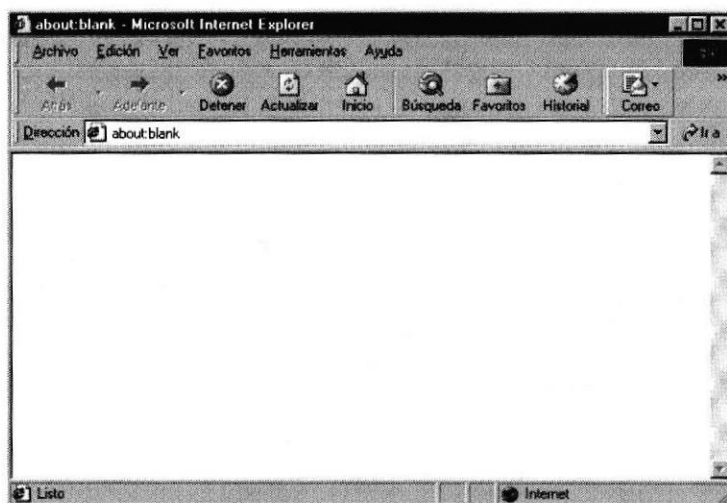 about:blank - Microsoft Internet Explorer
Archivo Edición Ver Favoritos Herramientas Ayuda
Atrás Adelante Detener Actualizar Inicio Búsqueda Favoritos Historial Correo »
Dirección about:blank Ir a
Listo Internet